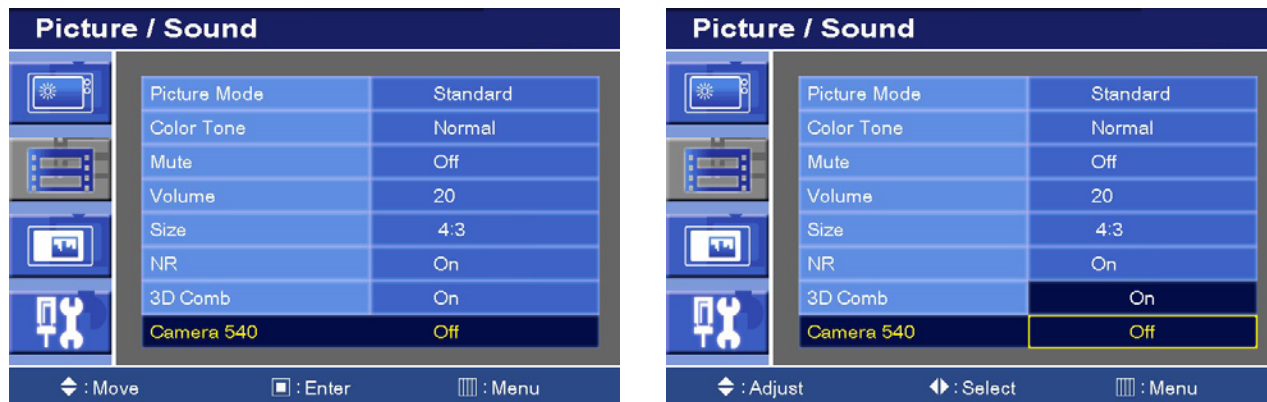 Picture / Sound
Picture Mode Standard
Color Tone Normal
Mute Off
Volume 20
Size 4:3
NR On
3D Comb On
Camera 540 Off
: Move : Enter : Menu
Picture / Sound
Picture Mode Standard
Color Tone Normal
Mute Off
Volume 20
Size 4:3
NR On
3D Comb On
Camera 540 Off
: Adjust : Select : Menu